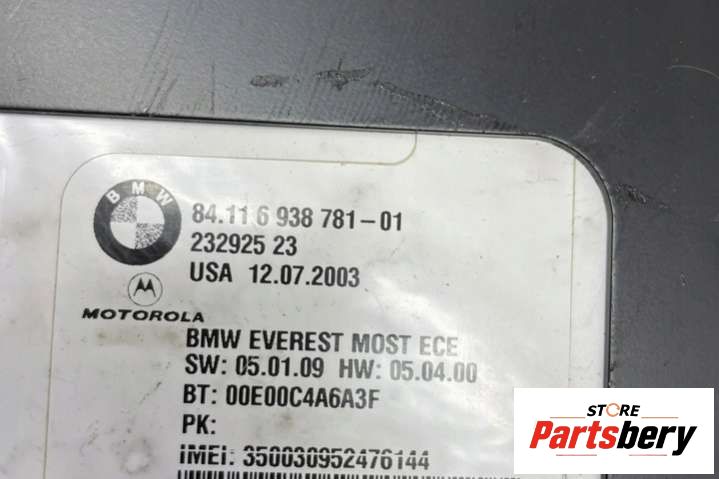 BMW
84.11 6 938 781-01
232925 23
USA 12.07.2003
MOTOROLA
BMW EVEREST MOST ECE
SW: 05.01.09 HW: 05.04.00
BT: 00E00C4A6A3F
PK:
iMEi: 350030952476144
STORE
Partsbery